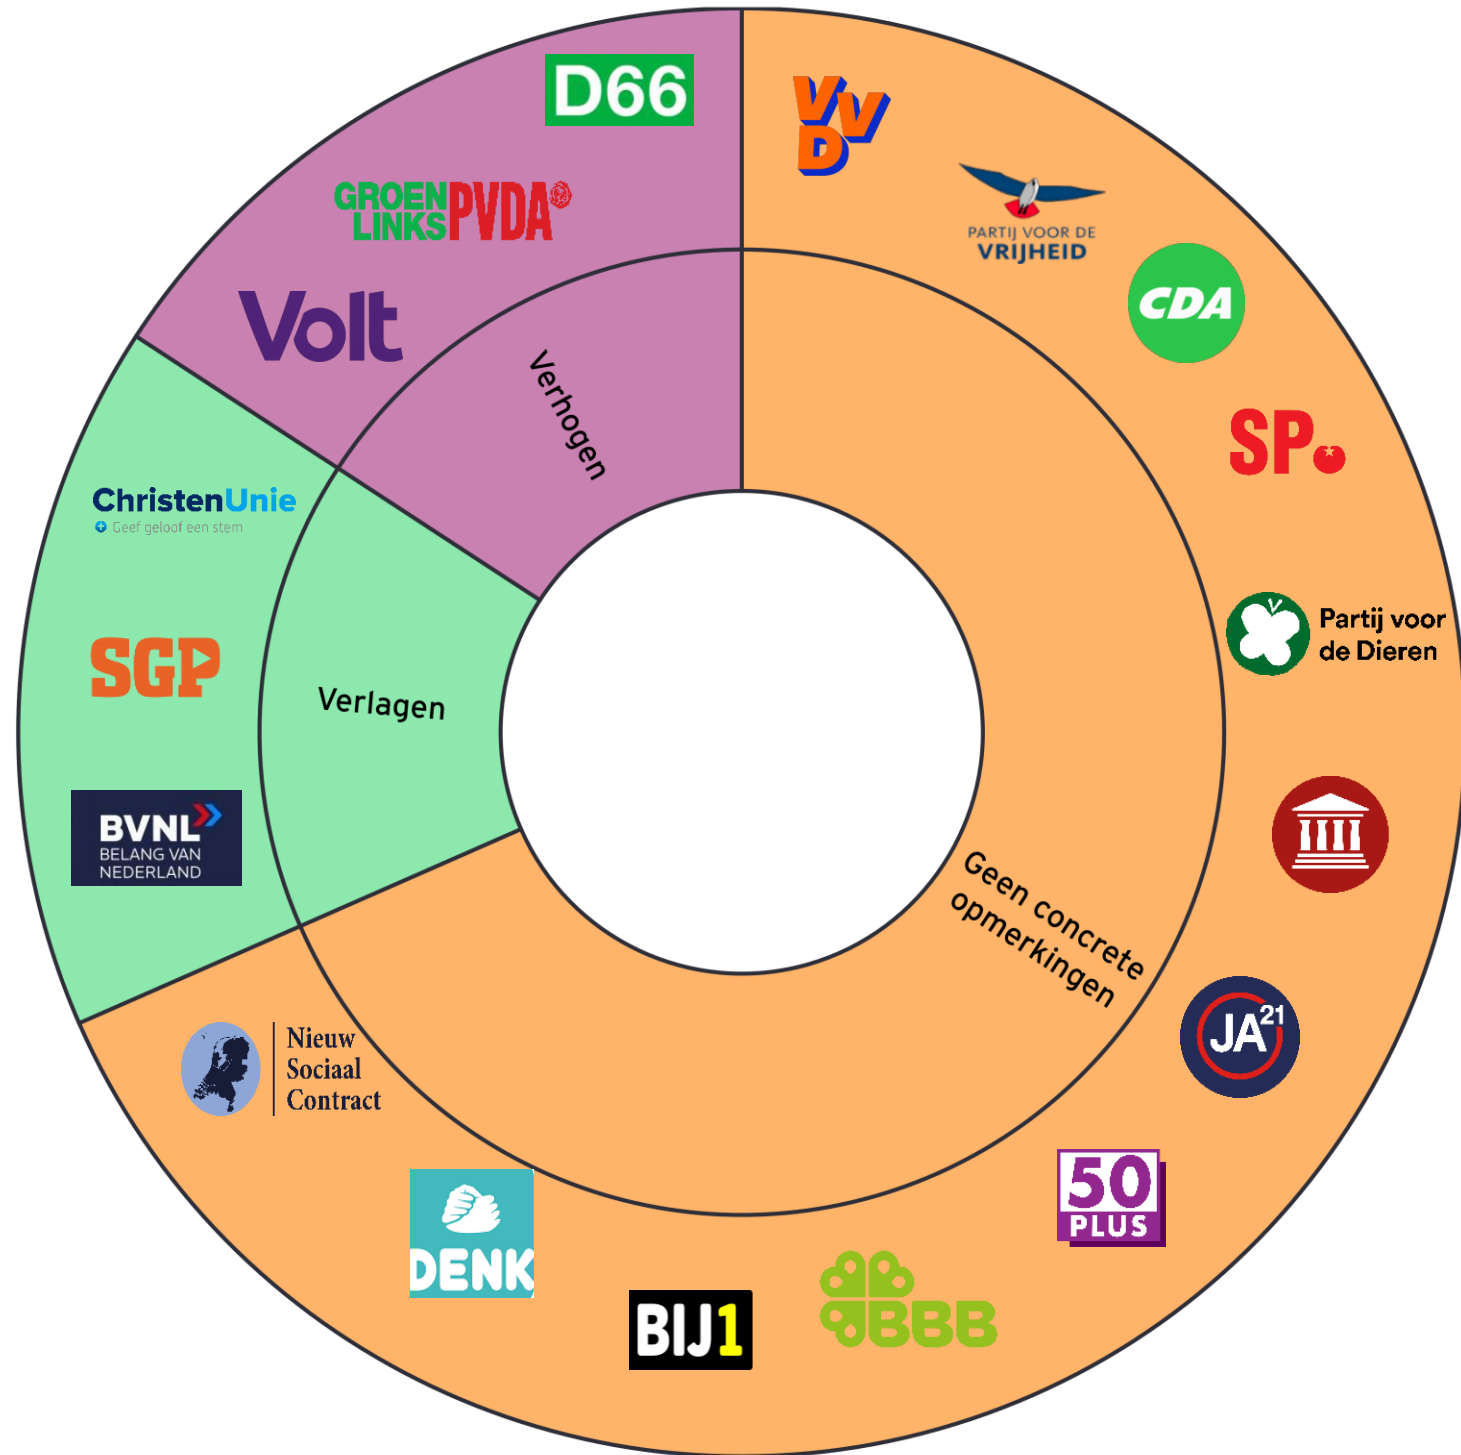 D66
GROEN
LINKS
PVDA
Volt
Verhogen
VVD
PARTIJ VOOR DE
VRIJHEID
CDA
SP
Partij voor
de Dieren
JA21
50
PLUS
BBB
BIJ1
DENK
Nieuw
Sociaal
Contract
Geen concrete
opmerkingen
ChristenUnie
Geef geloof een stem
SGP
BVNL
BELANG VAN
NEDERLAND
Verlagen